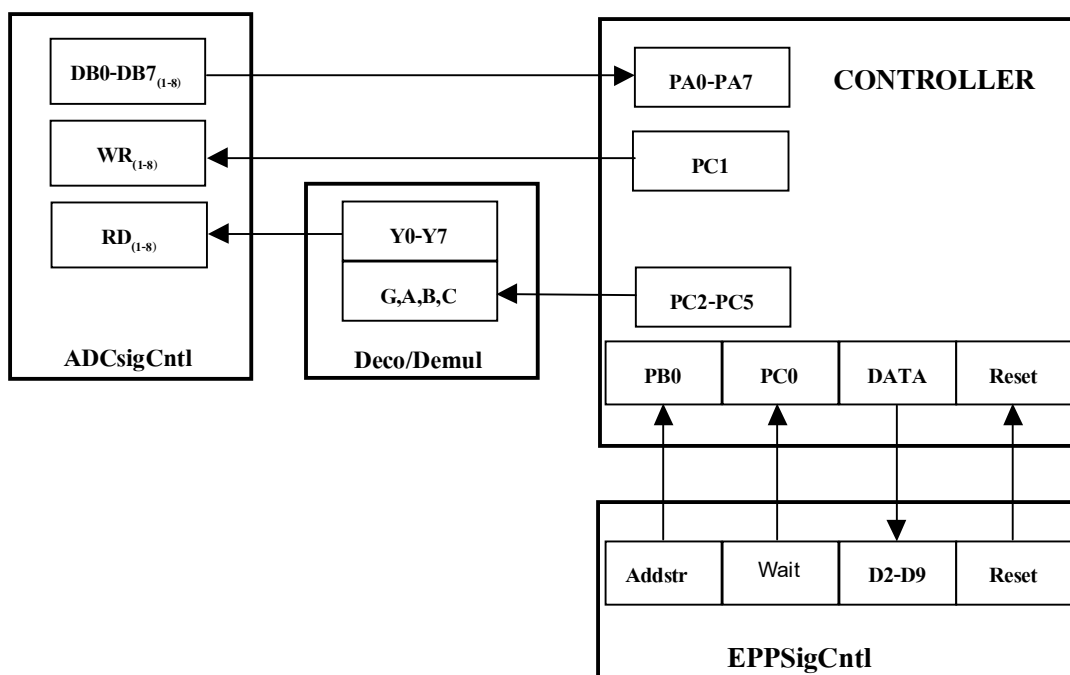 DB0-DB7(1-8)
WR(1-8)
RD(1-8)
ADCsigCntl
Y0-Y7
G,A,B,C
Deco/Demul
CONTROLLER
PA0-PA7
PC1
PC2-PC5
PB0 PC0 DATA Reset
Addstr Wait D2-D9 Reset
EPPSigCntl